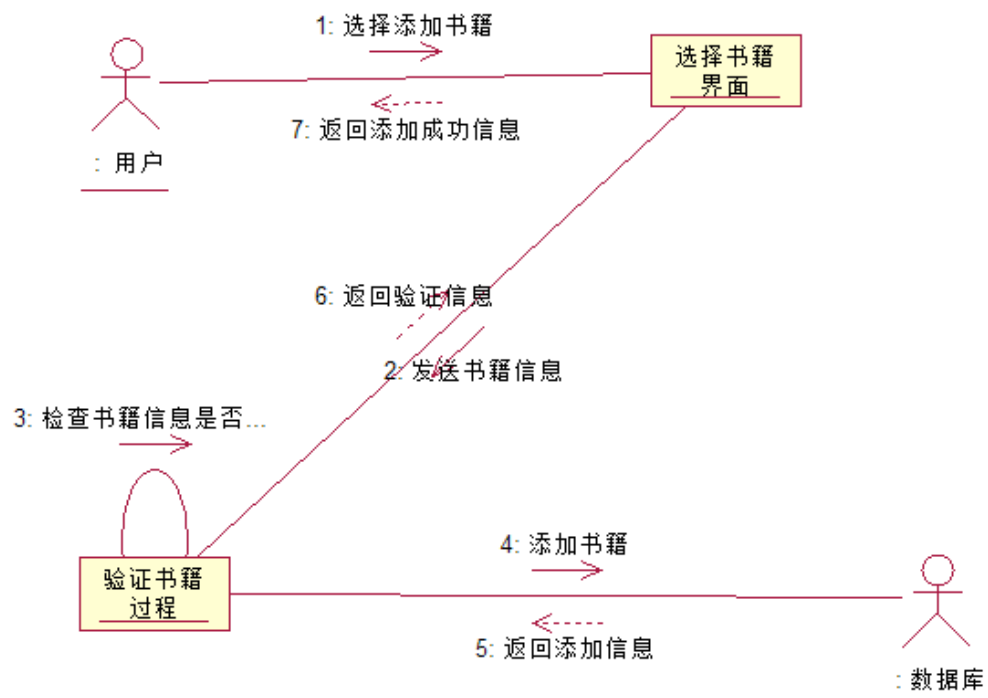 1: 选择添加书籍
选择书籍
界面
7: 返回添加成功信息
: 用户
6: 返回验证信息
2: 发送书籍信息
3: 检查书籍信息是否...
4: 添加书籍
验证书籍
过程
5: 返回添加信息
: 数据库